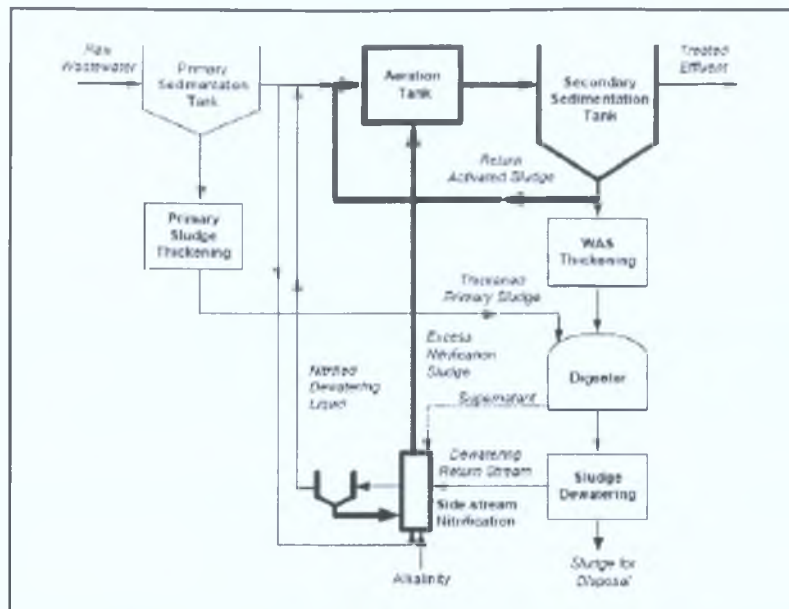 Raw
Wastewater
Primary
Sedimentation
Tank
Aeration
Tank
Secondary
Sedimentation
Tank
Treated
Effluent
Return
Activated Sludge
Primary
Sludge
Thickening
WAS
Thickening
Thickened
Primary Sludge
Excess
Nitrification
Sludge
Nitrified
Dewatering
Liquid
Digester
Supernatant
Dewatering
Return Stream
Sludge
Dewatering
Side stream
Nitrification
Alkalinity
Sludge for
Disposal